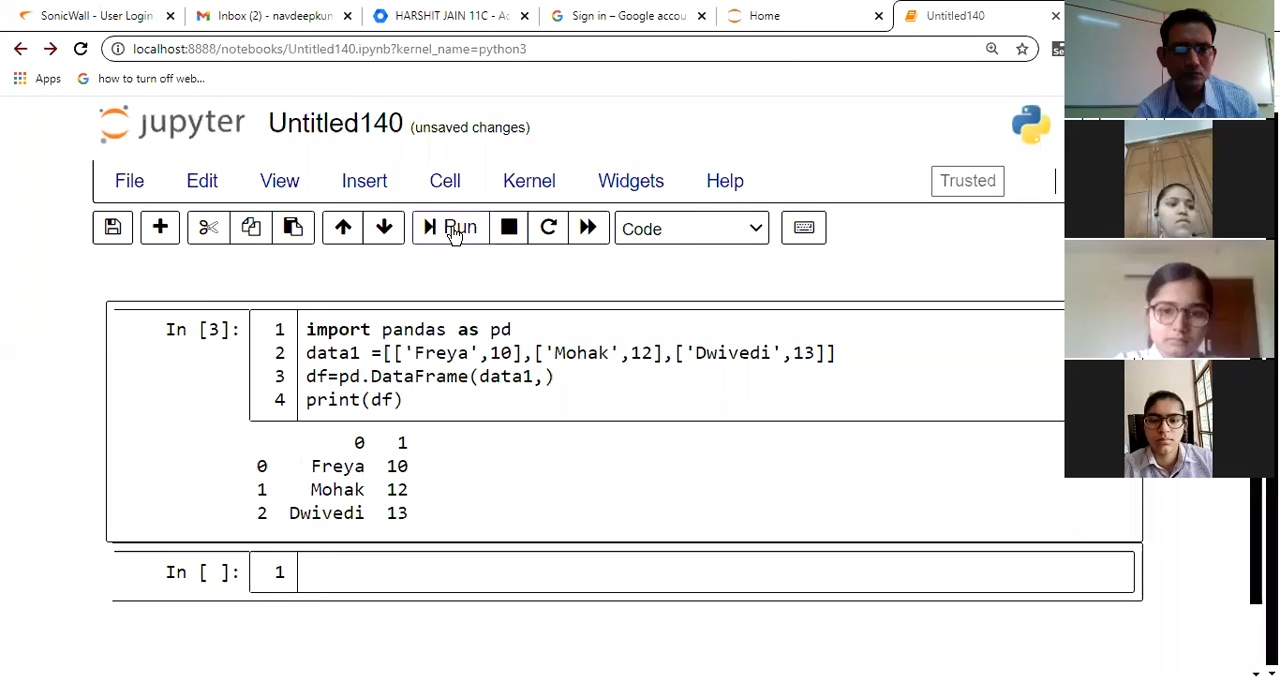 SonicWall - User Login
Inbox (2) - navdeepkun
HARSHIT JAIN 11C - Ac
Sign in – Google accou
Home
Untitled140
localhost:8888/notebooks/Untitled140.ipynb?kernel_name=python3
Se
Apps
how to turn off web...
jupyter
Untitled140 (unsaved changes)
File Edit View Insert Cell Kernel Widgets Help
Trusted
Run
Code
In [3]:
1 import pandas as pd
2 data1 =[['Freya',10],['Mohak',12],['Dwivedi',13]]
3 df=pd.DataFrame(data1,)
4 print(df)
0 1
0 Freya 10
1 Mohak 12
2 Dwivedi 13
In [ ]: 1